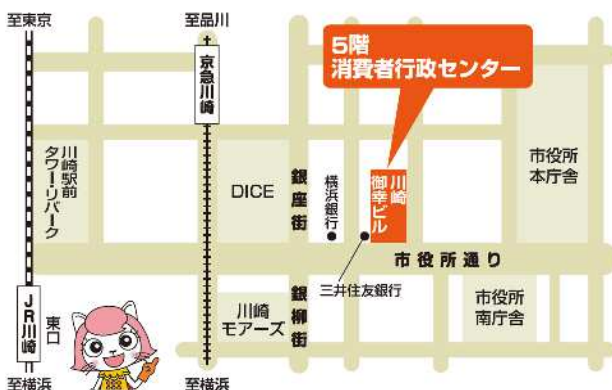 至東京
至品川
5階
消費者行政センター
京急川崎
川崎駅前
タワー・リバーク
DICE
銀座街
横浜銀行
川崎
御幸ビル
市役所
本庁舎
市役所通り
三井住友銀行
JR川崎
東口
川崎
モアーズ
銀柳街
市役所
南庁舎
至横浜
至横浜